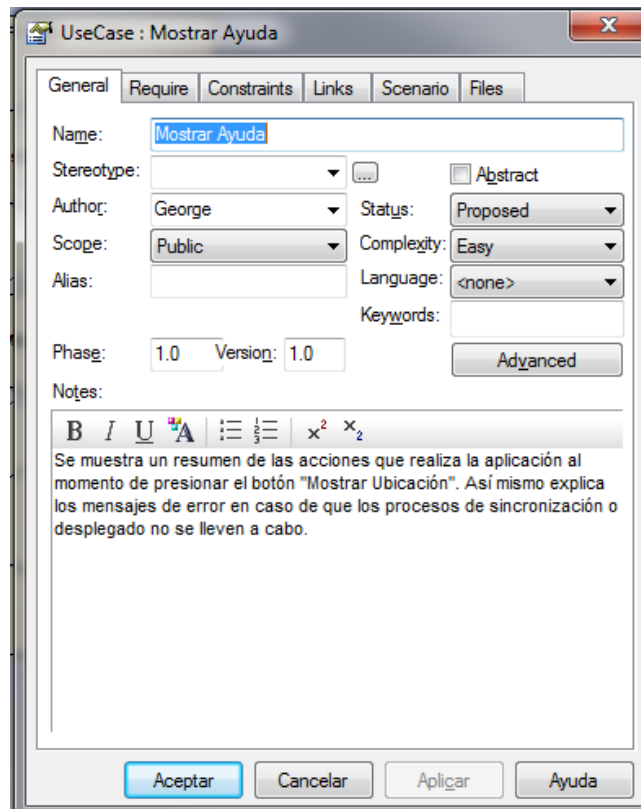 UseCase : Mostrar Ayuda
General Require Constraints Links Scenario Files
Name: Mostrar Ayuda
Stereotype: ... Abstract
Author: George Status: Proposed
Scope: Public Complexity: Easy
Alias: Language: <none>
Keywords:
Phase: 1.0 Version: 1.0 Advanced
Notes:
B I U A x² x₂
Se muestra un resumen de las acciones que realiza la aplicación al
momento de presionar el botón "Mostrar Ubicación". Así mismo explica
los mensajes de error en caso de que los procesos de sincronización o
desplegado no se lleven a cabo.
Aceptar Cancelar Aplicar Ayuda